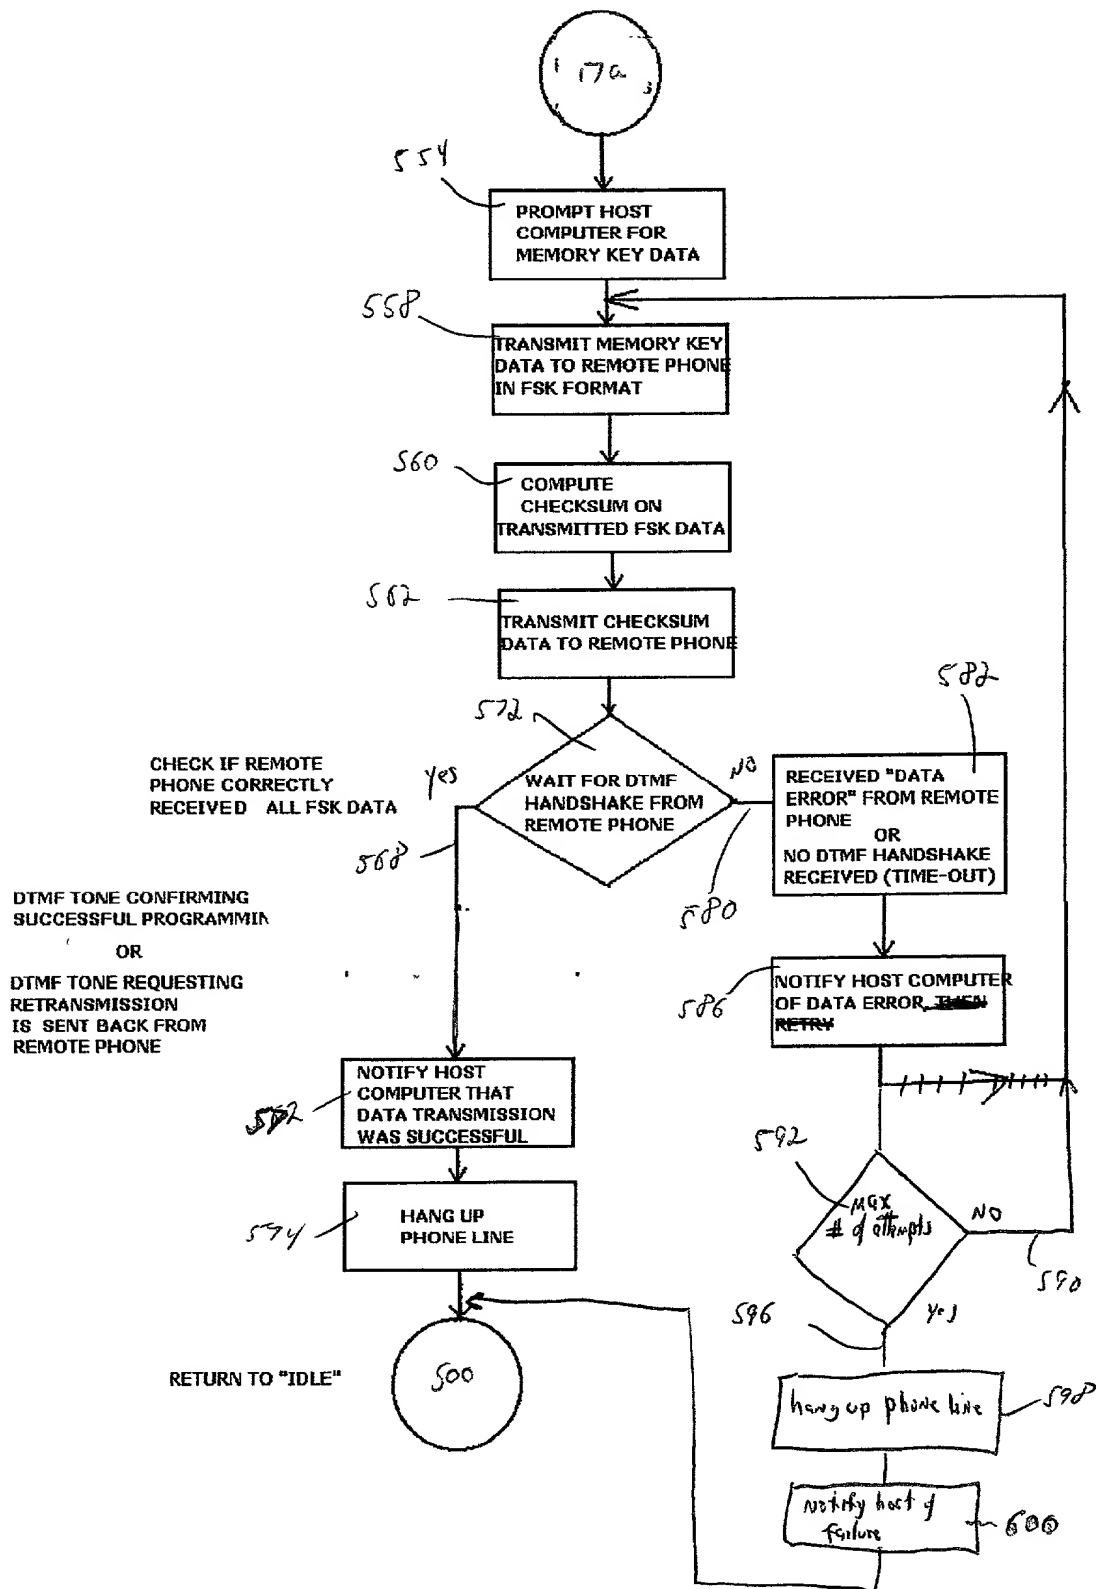 17a
554
PROMPT HOST
COMPUTER FOR
MEMORY KEY DATA
558
TRANSMIT MEMORY KEY
DATA TO REMOTE PHONE
IN FSK FORMAT
560
COMPUTE
CHECKSUM ON
TRANSMITTED FSK DATA
562
TRANSMIT CHECKSUM
DATA TO REMOTE PHONE
572
WAIT FOR DTMF
HANDSHAKE FROM
REMOTE PHONE
Yes
NO
CHECK IF REMOTE
PHONE CORRECTLY
RECEIVED ALL FSK DATA
568
580
582
RECEIVED "DATA
ERROR" FROM REMOTE
PHONE
OR
NO DTMF HANDSHAKE
RECEIVED (TIME-OUT)
DTMF TONE CONFIRMING
SUCCESSFUL PROGRAMMIN
OR
DTMF TONE REQUESTING
RETRANSMISSION
IS SENT BACK FROM
REMOTE PHONE
586
NOTIFY HOST COMPUTER
OF DATA ERROR, THEN
RETRY
NOTIFY HOST
COMPUTER THAT
DATA TRANSMISSION
WAS SUCCESSFUL
592
MAX
# of attempts
NO
590
Yes
596
574
HANG UP
PHONE LINE
RETURN TO "IDLE"
500
hang up phone line
598
Notify host of
failure
600